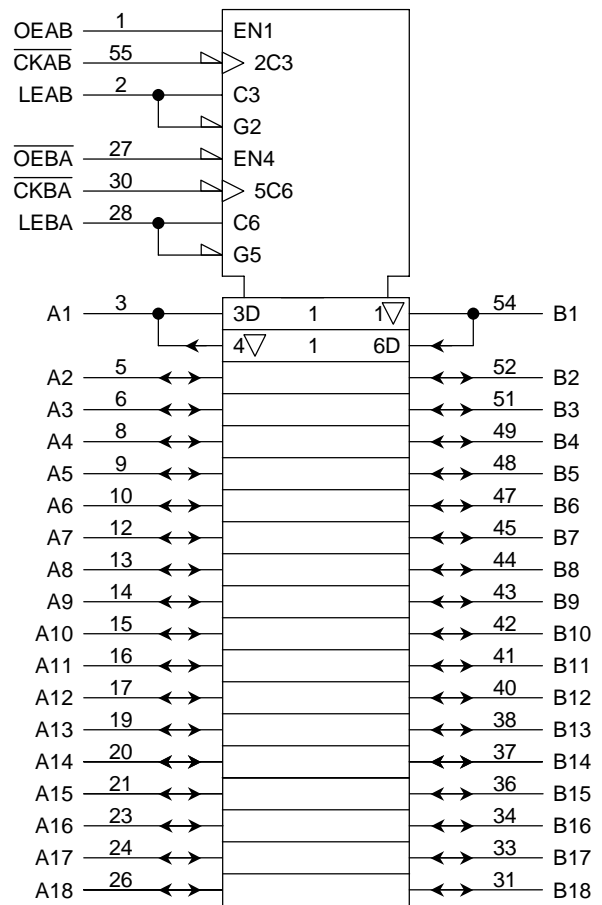 OEAB 1 EN1
CKAB 55 2C3
LEAB 2 C3
G2
OEBA 27 EN4
CKBA 30 5C6
LEBA 28 C6
G5
A1 3 3D 1 1▽ 54 B1
4▽ 1 6D
A2 5 52 B2
A3 6 51 B3
A4 8 49 B4
A5 9 48 B5
A6 10 47 B6
A7 12 45 B7
A8 13 44 B8
A9 14 43 B9
A10 15 42 B10
A11 16 41 B11
A12 17 40 B12
A13 19 38 B13
A14 20 37 B14
A15 21 36 B15
A16 23 34 B16
A17 24 33 B17
A18 26 31 B18